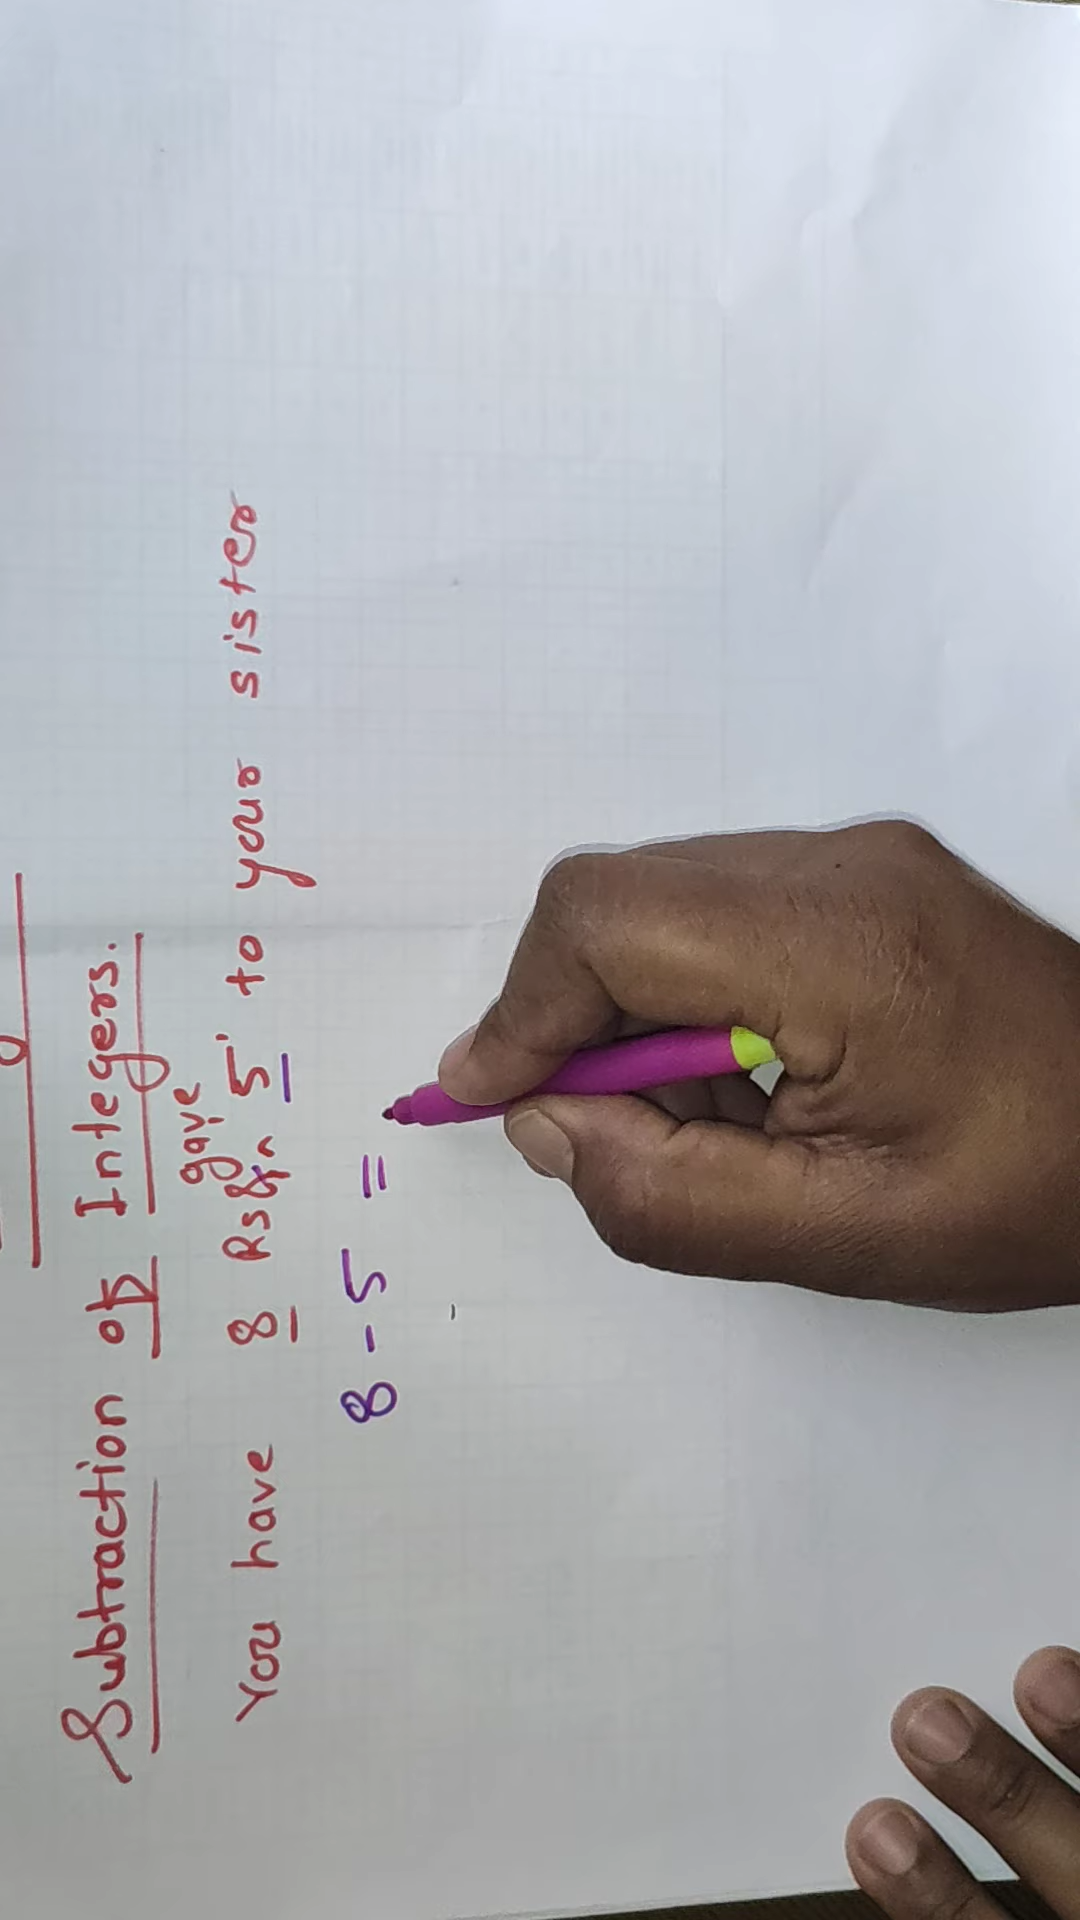 Subtraction of Integers.
gave
You have 8 Rs & 5 to your sister
8 - 5 =